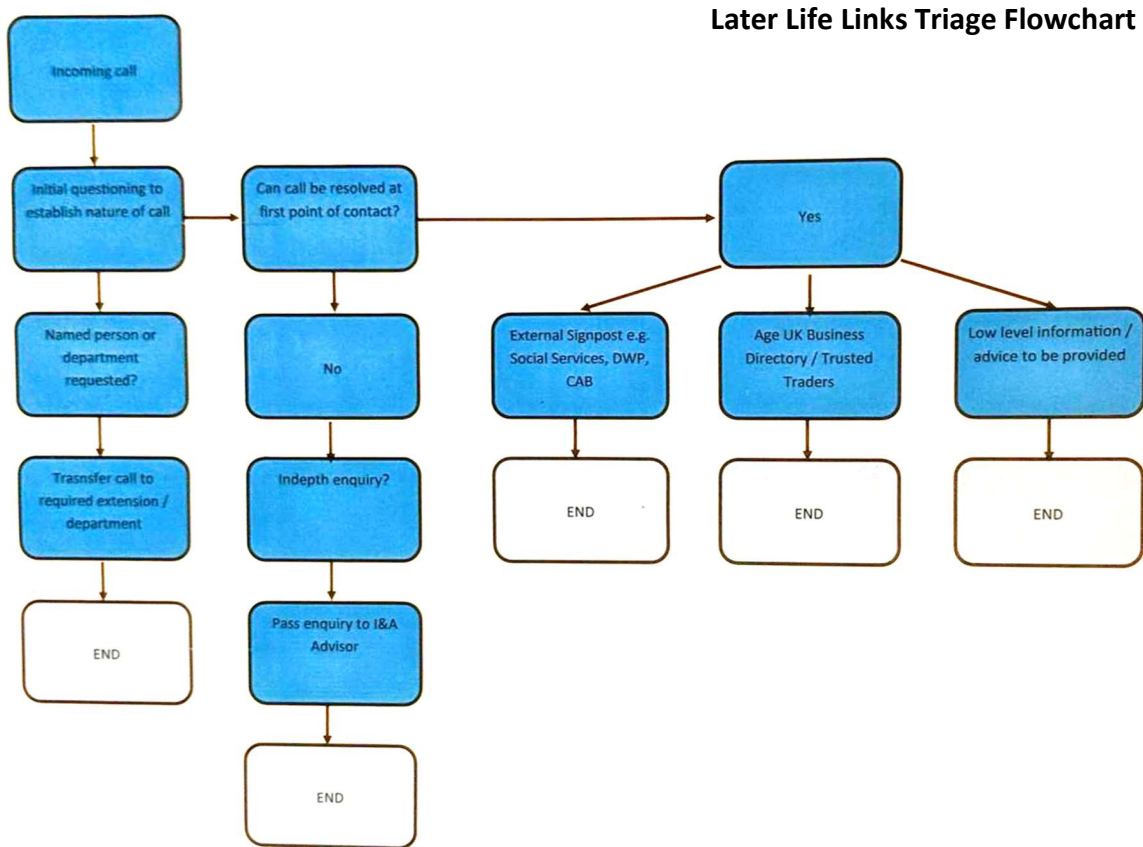 Later Life Links Triage Flowchart
Incoming call
Initial questioning to
establish nature of call
Can call be resolved at
first point of contact?
Yes
Named person or
department
requested?
No
External Signpost e.g.
Social Services, DWP,
CAB
Age UK Business
Directory / Trusted
Traders
Low level information /
advice to be provided
Trasnsfer call to
required extension /
department
Indepth enquiry?
END
END
END
END
Pass enquiry to I&A
Advisor
END